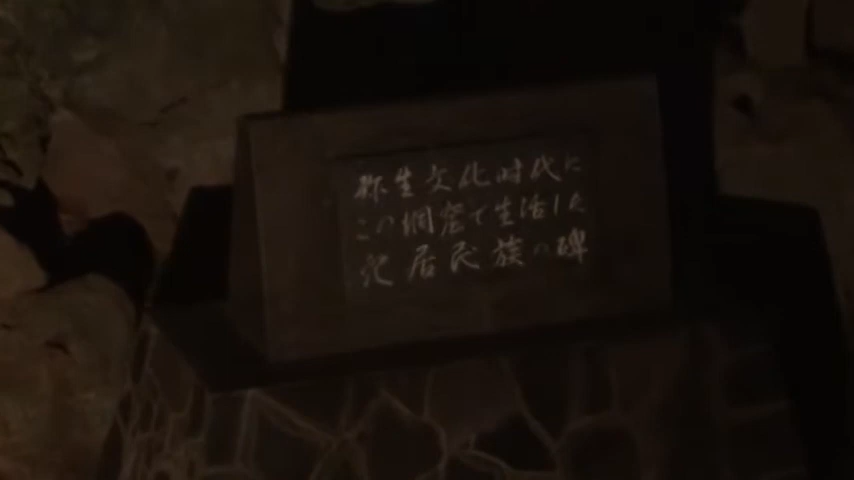 弥生文化時代に
この洞窟で生活した
穴居民族の碑